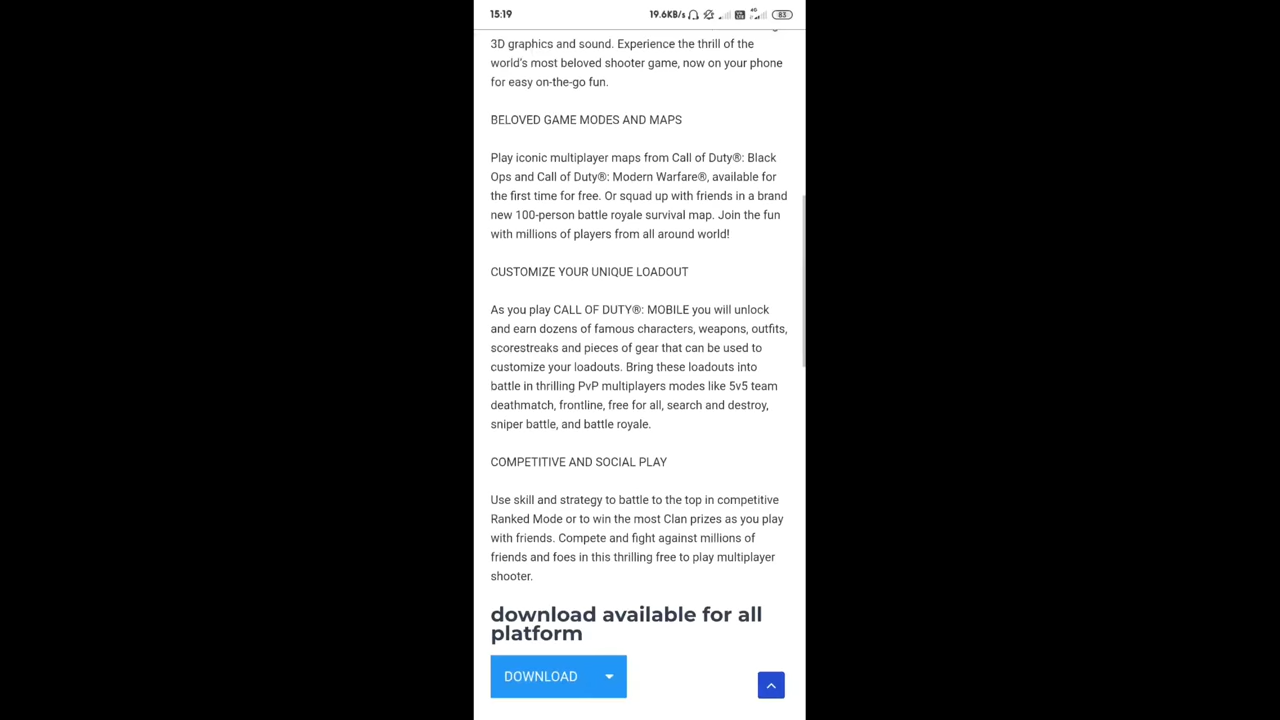 15:19
19.6KB/s
4G
83
3D graphics and sound. Experience the thrill of the
world's most beloved shooter game, now on your phone
for easy on-the-go fun.
BELOVED GAME MODES AND MAPS
Play iconic multiplayer maps from Call of Duty®: Black
Ops and Call of Duty®: Modern Warfare®, available for
the first time for free. Or squad up with friends in a brand
new 100-person battle royale survival map. Join the fun
with millions of players from all around world!
CUSTOMIZE YOUR UNIQUE LOADOUT
As you play CALL OF DUTY®: MOBILE you will unlock
and earn dozens of famous characters, weapons, outfits,
scorestreaks and pieces of gear that can be used to
customize your loadouts. Bring these loadouts into
battle in thrilling PvP multiplayers modes like 5v5 team
deathmatch, frontline, free for all, search and destroy,
sniper battle, and battle royale.
COMPETITIVE AND SOCIAL PLAY
Use skill and strategy to battle to the top in competitive
Ranked Mode or to win the most Clan prizes as you play
with friends. Compete and fight against millions of
friends and foes in this thrilling free to play multiplayer
shooter.
download available for all
platform
DOWNLOAD